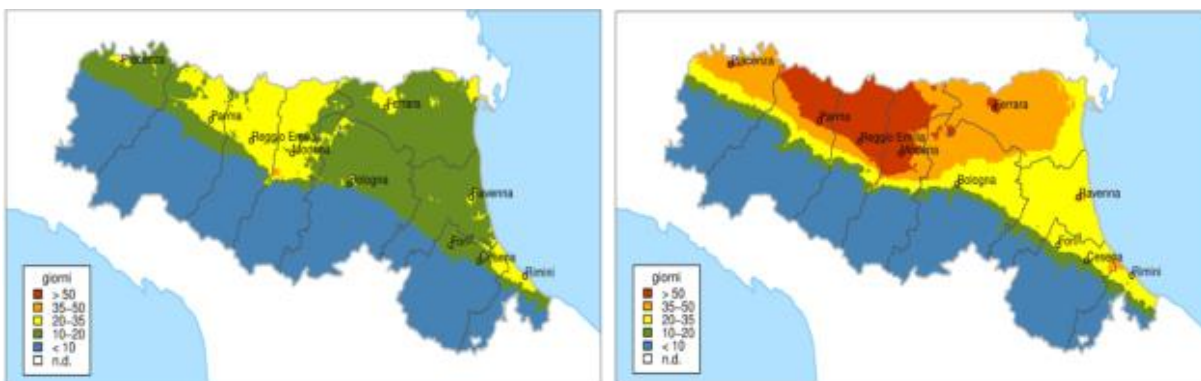 Piacenza
Parma
Reggio Emilia
Modena
Ferrara
Bologna
Ravenna
Forlì
Cesena
Rimini
giorni
> 50
35–50
20–35
10–20
< 10
n.d.
Piacenza
Parma
Reggio Emilia
Modena
Ferrara
Bologna
Ravenna
Forlì
Cesena
Rimini
giorni
> 50
35–50
20–35
10–20
< 10
n.d.